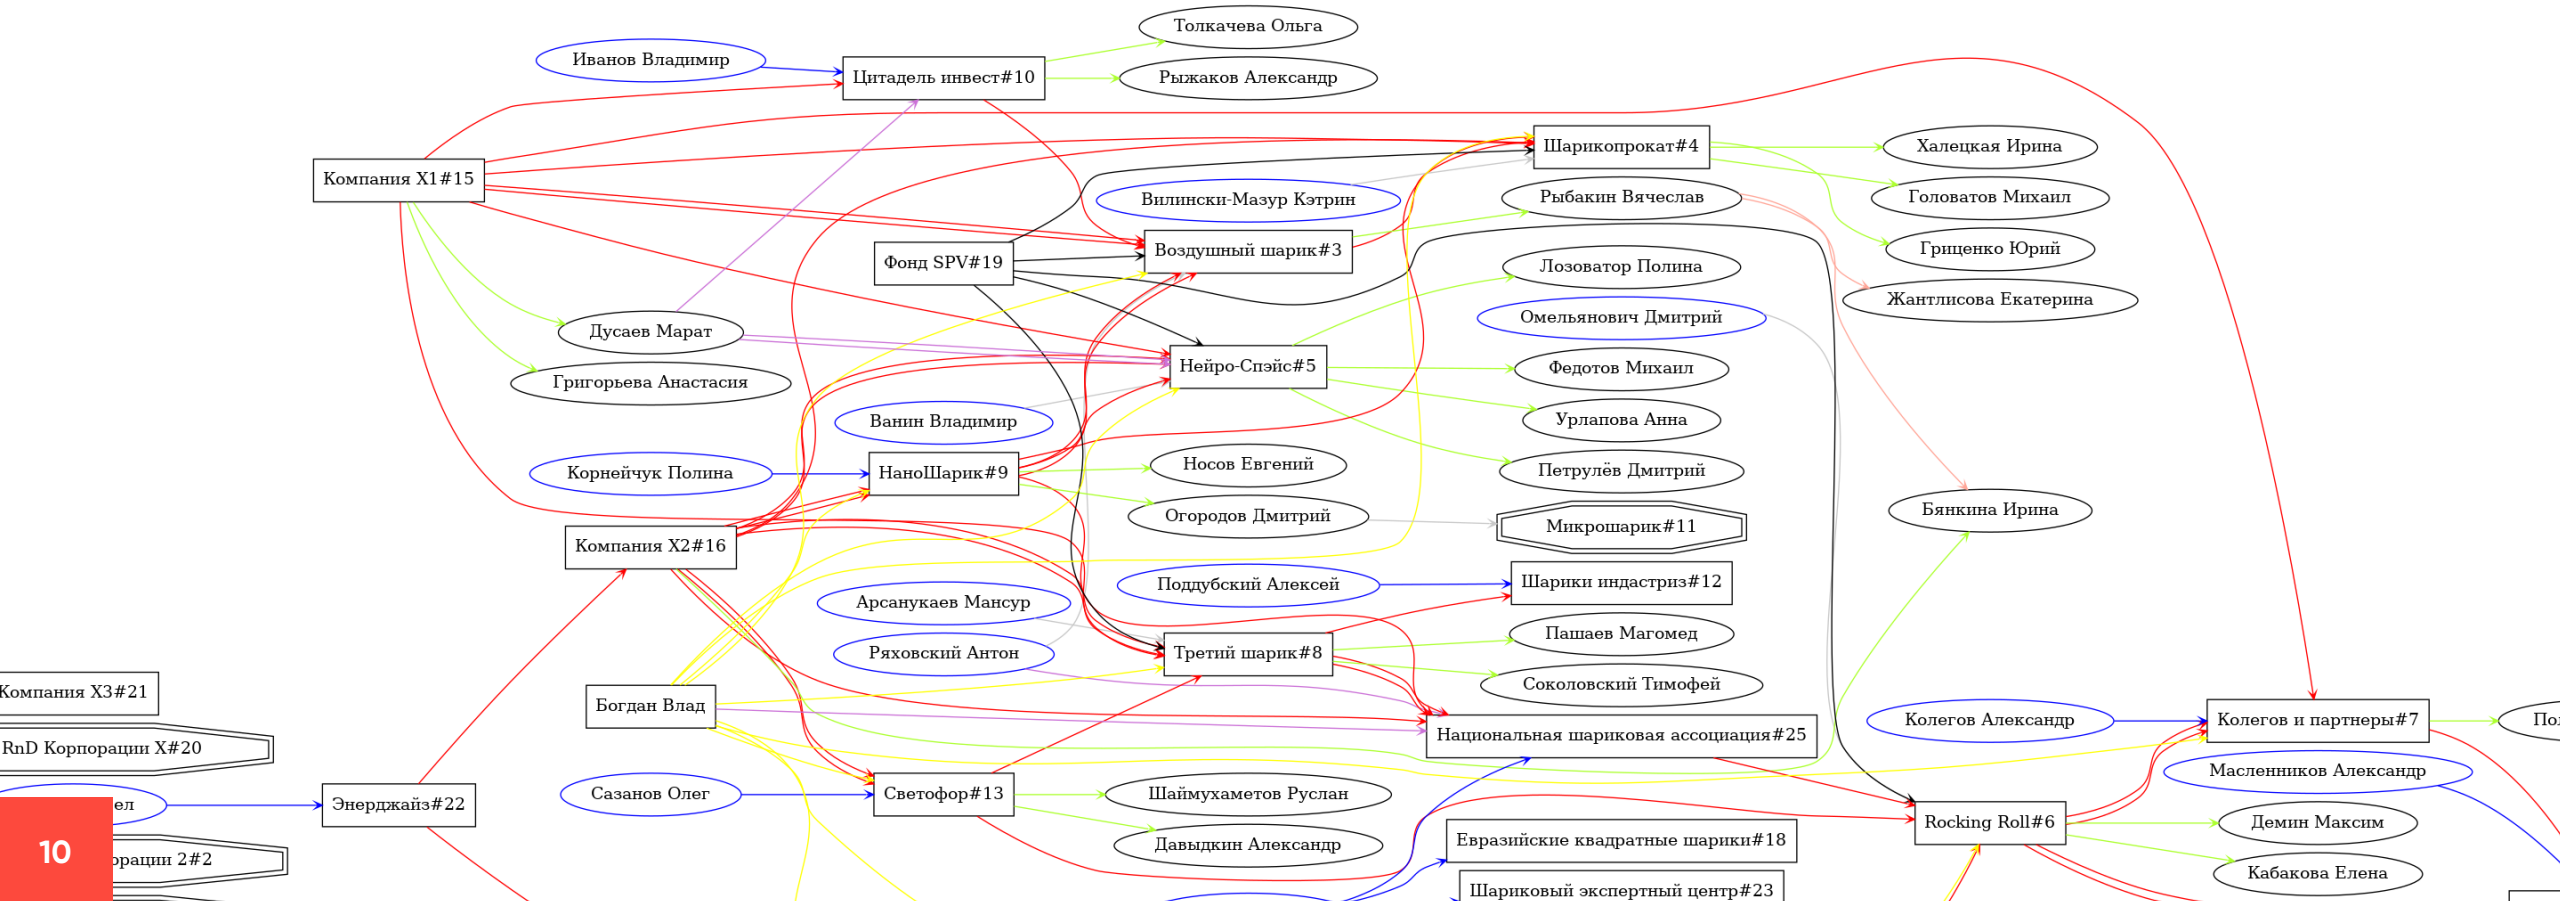 Толкачева Ольга
Иванов Владимир
Цитадель инвест#10
Рыжаков Александр
Шарикопрокат#4
Халецкая Ирина
Компания X1#15
Вилински-Мазур Кэтрин
Рыбакин Вячеслав
Головатов Михаил
Фонд SPV#19
Воздушный шарик#3
Гриценко Юрий
Лозоватор Полина
Жантлисова Екатерина
Дусаев Марат
Омельянович Дмитрий
Григорьева Анастасия
Нейро-Спэйс#5
Федотов Михаил
Ванин Владимир
Урлапова Анна
Корнейчук Полина
НаноШарик#9
Носов Евгений
Петрулёв Дмитрий
Огородов Дмитрий
Микрошарик#11
Бянкина Ирина
Компания X2#16
Поддубский Алексей
Шарики индастриз#12
Арсанукаев Мансур
Ряховский Антон
Третий шарик#8
Пашаев Магомед
Соколовский Тимофей
Компания X3#21
Богдан Влад
Национальная шариковая ассоциация#25
Колегов Александр
Колегов и партнеры#7
Пол
RnD Корпорации X#20
Масленников Александр
ел
Энерджайз#22
Сазанов Олег
Светофор#13
Шаймухаметов Руслан
Rocking Roll#6
Демин Максим
10
орации 2#2
Давыдкин Александр
Евразийские квадратные шарики#18
Кабакова Елена
Шариковый экспертный центр#23